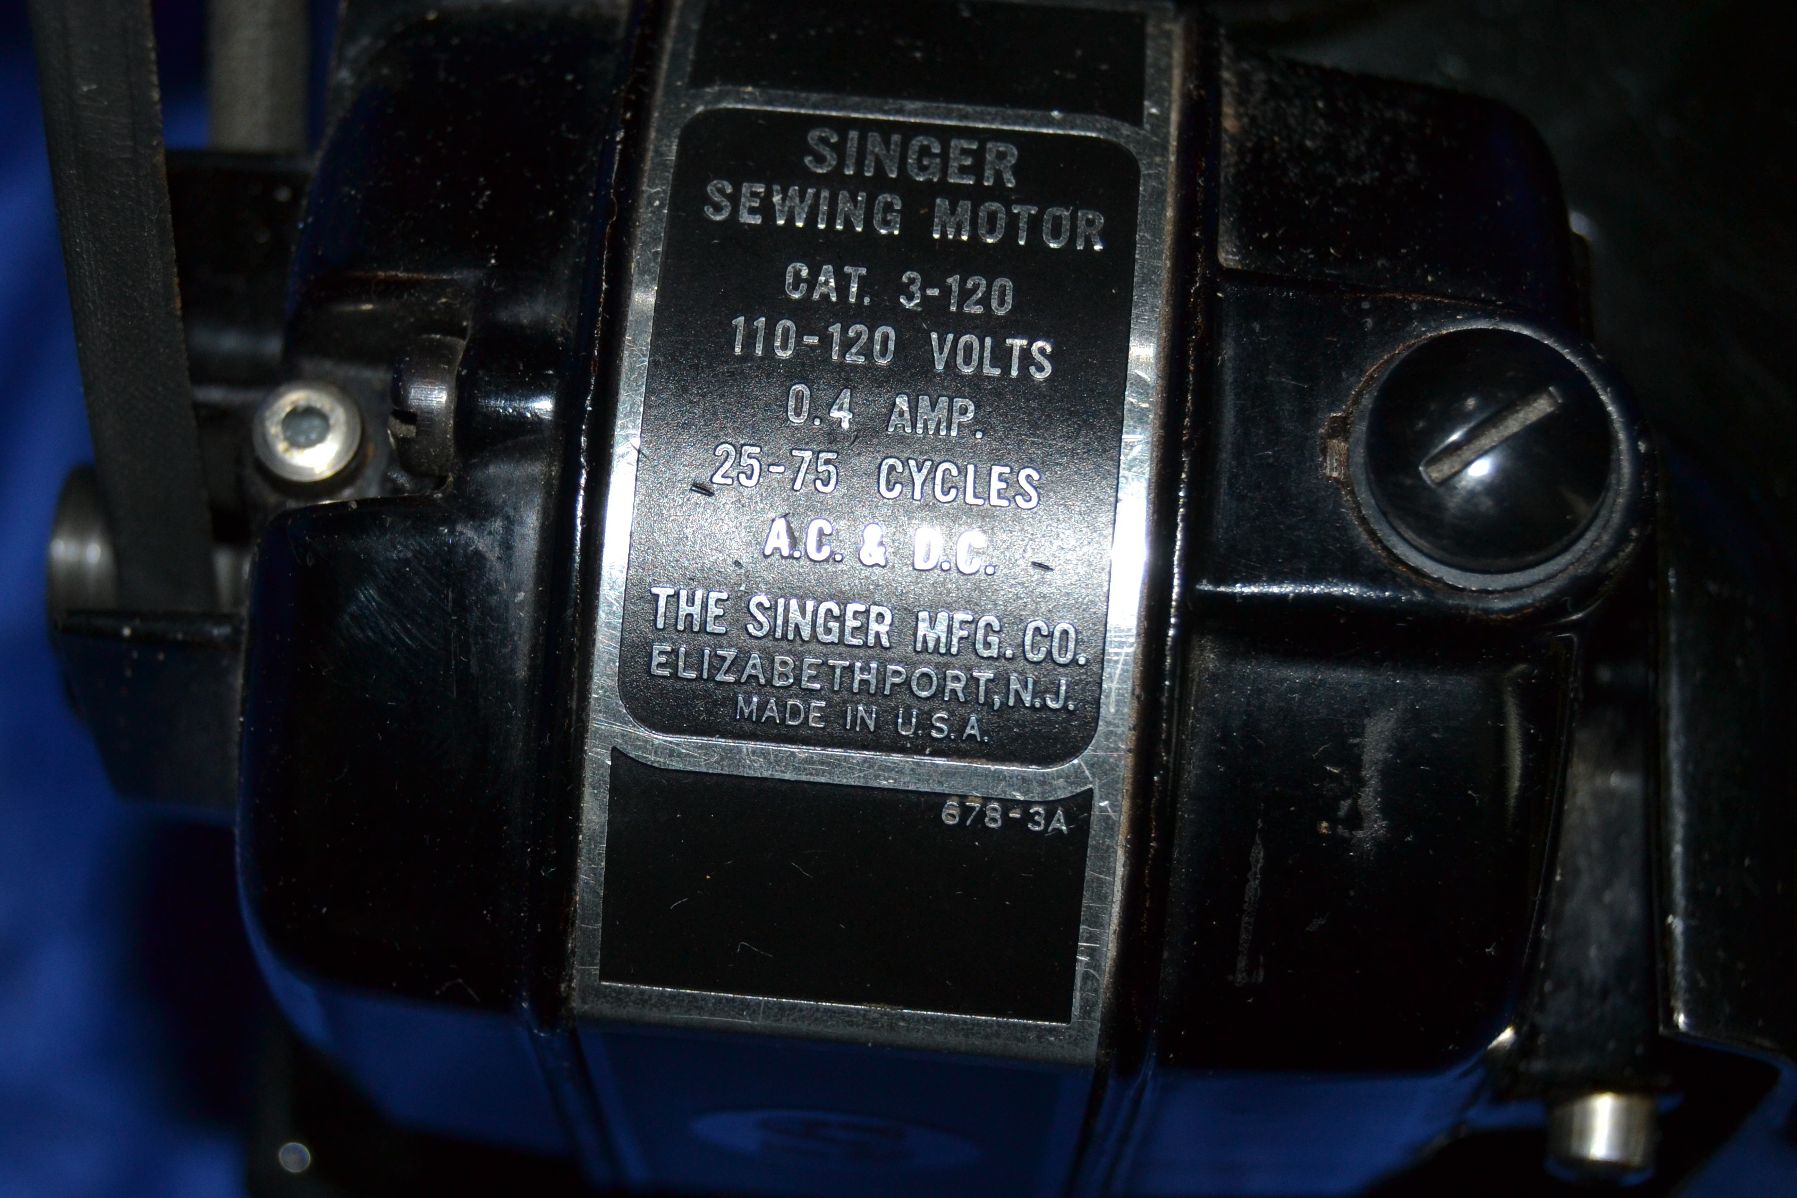 SINGER
SEWING MOTOR
CAT. 3-120
110-120 VOLTS
0.4 AMP.
25-75 CYCLES
A.C. & D.C.
THE SINGER MFG. CO.
ELIZABETHPORT, N.J.
MADE IN U.S.A.
678-3A
S